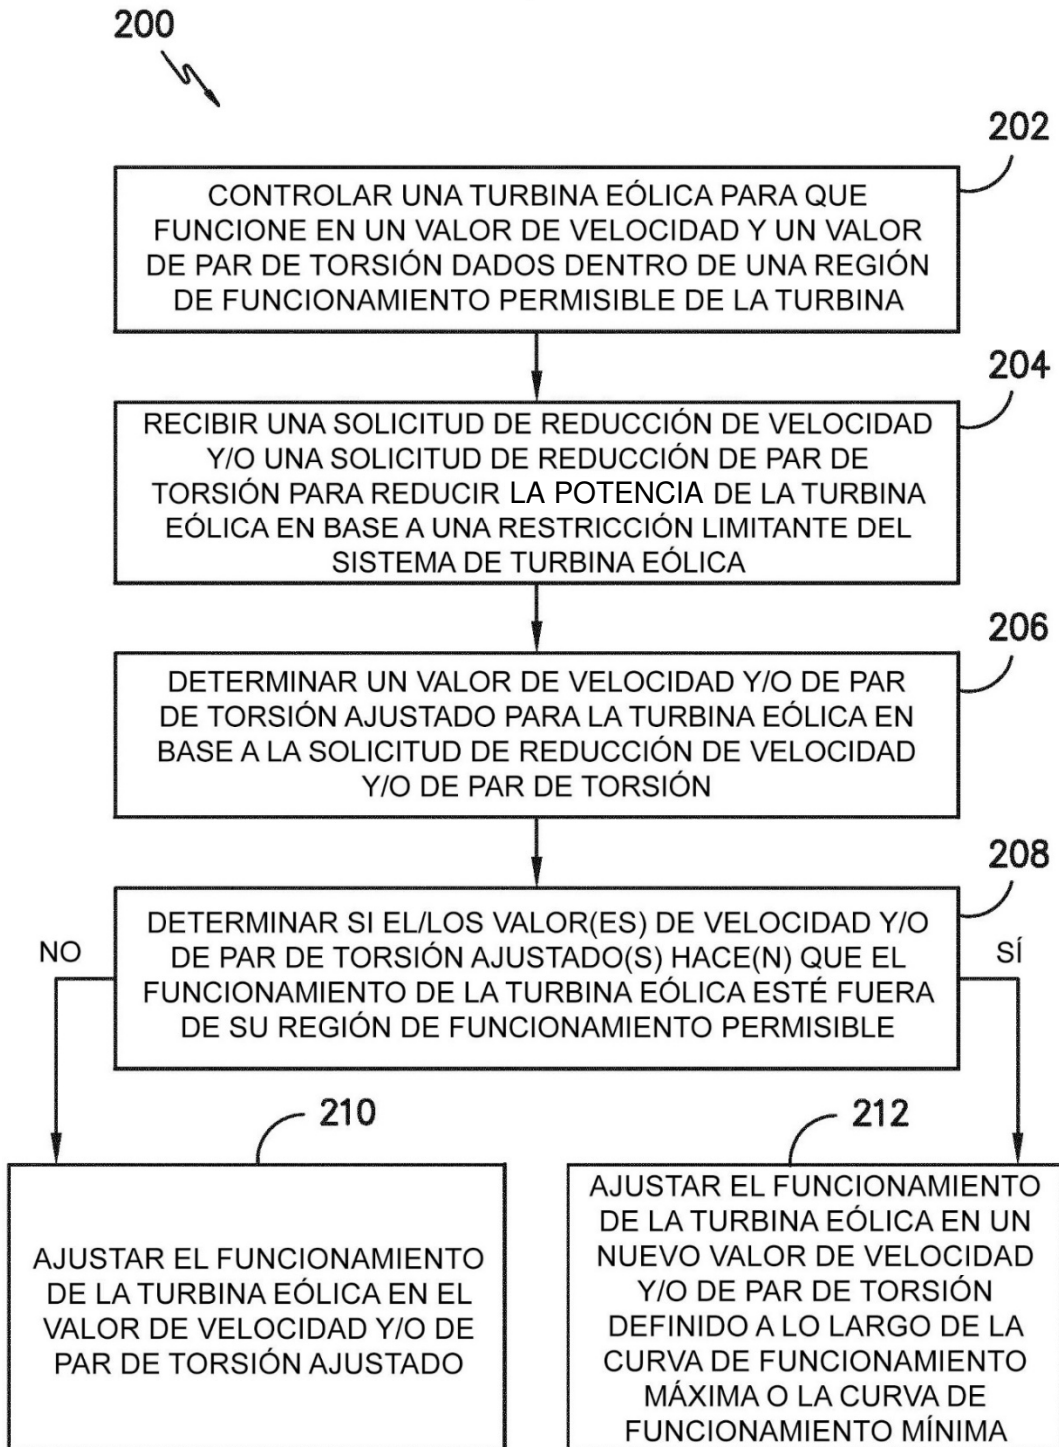 200
202
CONTROLAR UNA TURBINA EÓLICA PARA QUE
FUNCIONE EN UN VALOR DE VELOCIDAD Y UN VALOR
DE PAR DE TORSIÓN DADOS DENTRO DE UNA REGIÓN
DE FUNCIONAMIENTO PERMISIBLE DE LA TURBINA
204
RECIBIR UNA SOLICITUD DE REDUCCIÓN DE VELOCIDAD
Y/O UNA SOLICITUD DE REDUCCIÓN DE PAR DE
TORSIÓN PARA REDUCIR LA POTENCIA DE LA TURBINA
EÓLICA EN BASE A UNA RESTRICCIÓN LIMITANTE DEL
SISTEMA DE TURBINA EÓLICA
206
DETERMINAR UN VALOR DE VELOCIDAD Y/O DE PAR
DE TORSIÓN AJUSTADO PARA LA TURBINA EÓLICA EN
BASE A LA SOLICITUD DE REDUCCIÓN DE VELOCIDAD
Y/O DE PAR DE TORSIÓN
208
DETERMINAR SI EL/LOS VALOR(ES) DE VELOCIDAD Y/O
DE PAR DE TORSIÓN AJUSTADO(S) HACE(N) QUE EL
FUNCIONAMIENTO DE LA TURBINA EÓLICA ESTÉ FUERA
DE SU REGIÓN DE FUNCIONAMIENTO PERMISIBLE
NO
SÍ
210
AJUSTAR EL FUNCIONAMIENTO
DE LA TURBINA EÓLICA EN EL
VALOR DE VELOCIDAD Y/O DE
PAR DE TORSIÓN AJUSTADO
212
AJUSTAR EL FUNCIONAMIENTO
DE LA TURBINA EÓLICA EN UN
NUEVO VALOR DE VELOCIDAD
Y/O DE PAR DE TORSIÓN
DEFINIDO A LO LARGO DE LA
CURVA DE FUNCIONAMIENTO
MÁXIMA O LA CURVA DE
FUNCIONAMIENTO MÍNIMA